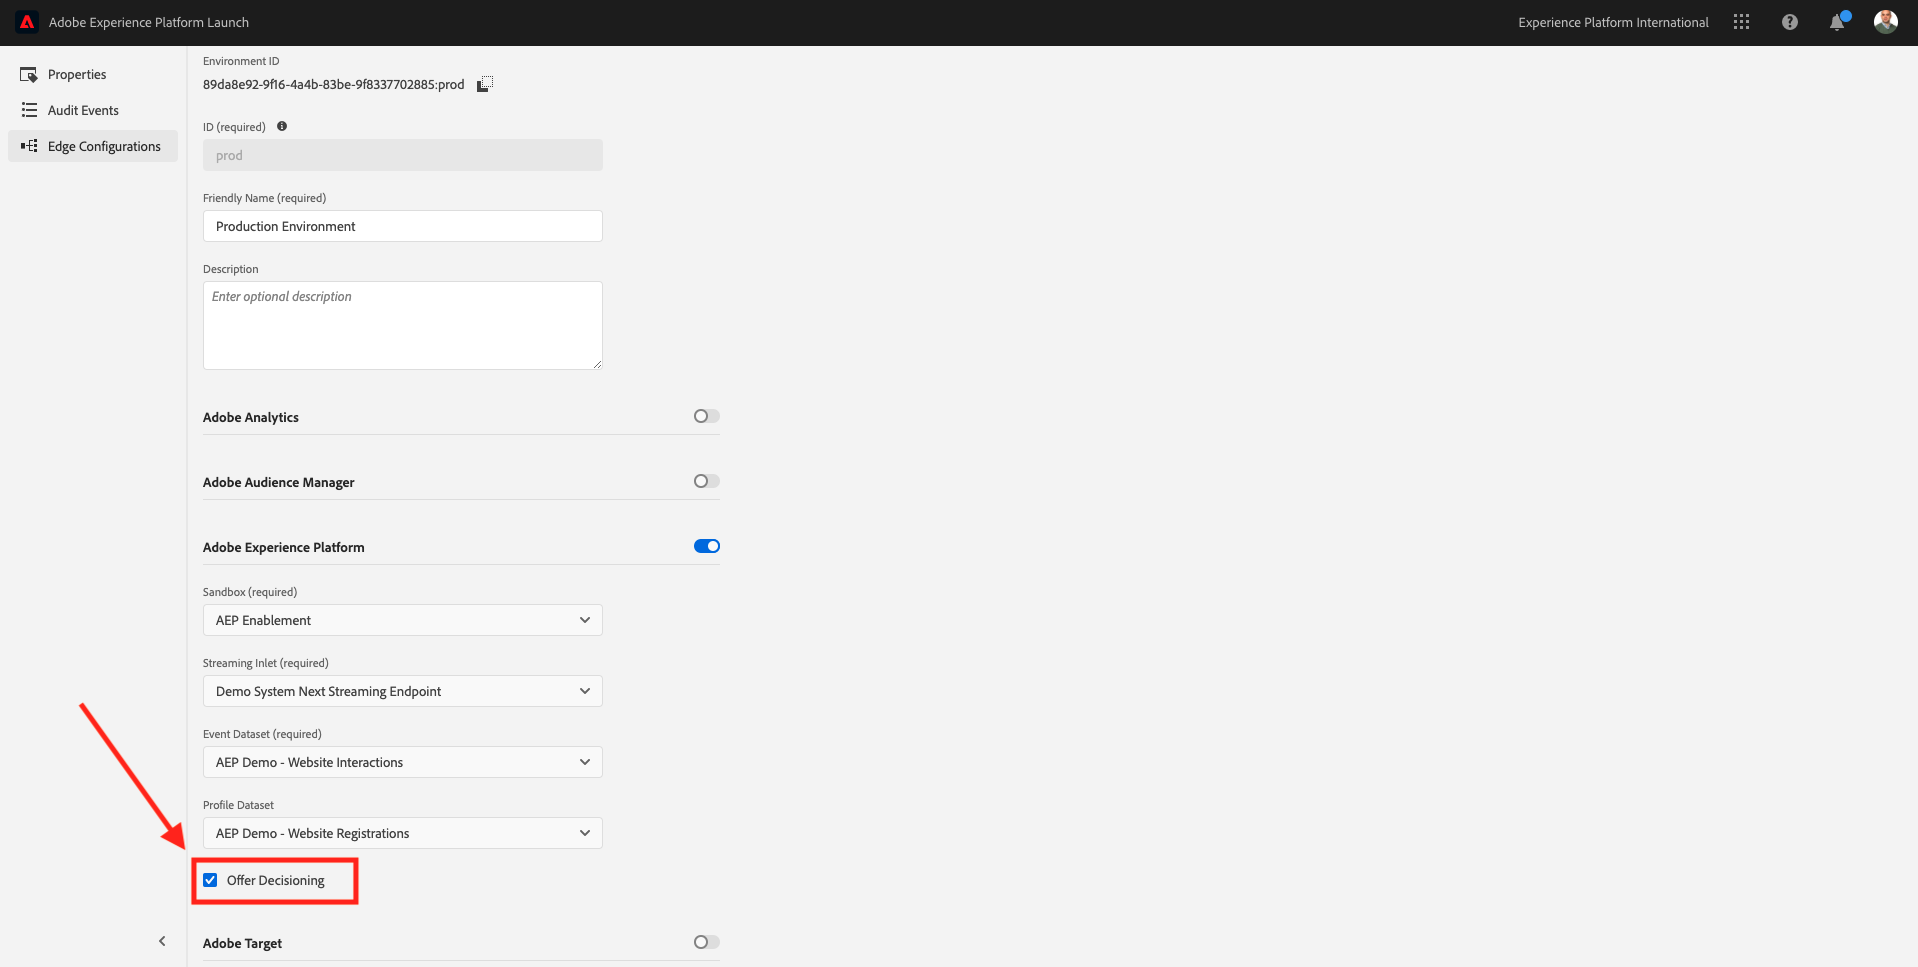 Adobe Experience Platform Launch
Experience Platform International
Properties
Audit Events
Edge Configurations
Environment ID
89da8e92-9f16-4a4b-83be-9f8337702885:prod
ID (required)
prod
Friendly Name (required)
Production Environment
Description
Enter optional description
Adobe Analytics
Adobe Audience Manager
Adobe Experience Platform
Sandbox (required)
AEP Enablement
Streaming Inlet (required)
Demo System Next Streaming Endpoint
Event Dataset (required)
AEP Demo - Website Interactions
Profile Dataset
AEP Demo - Website Registrations
Offer Decisioning
Adobe Target